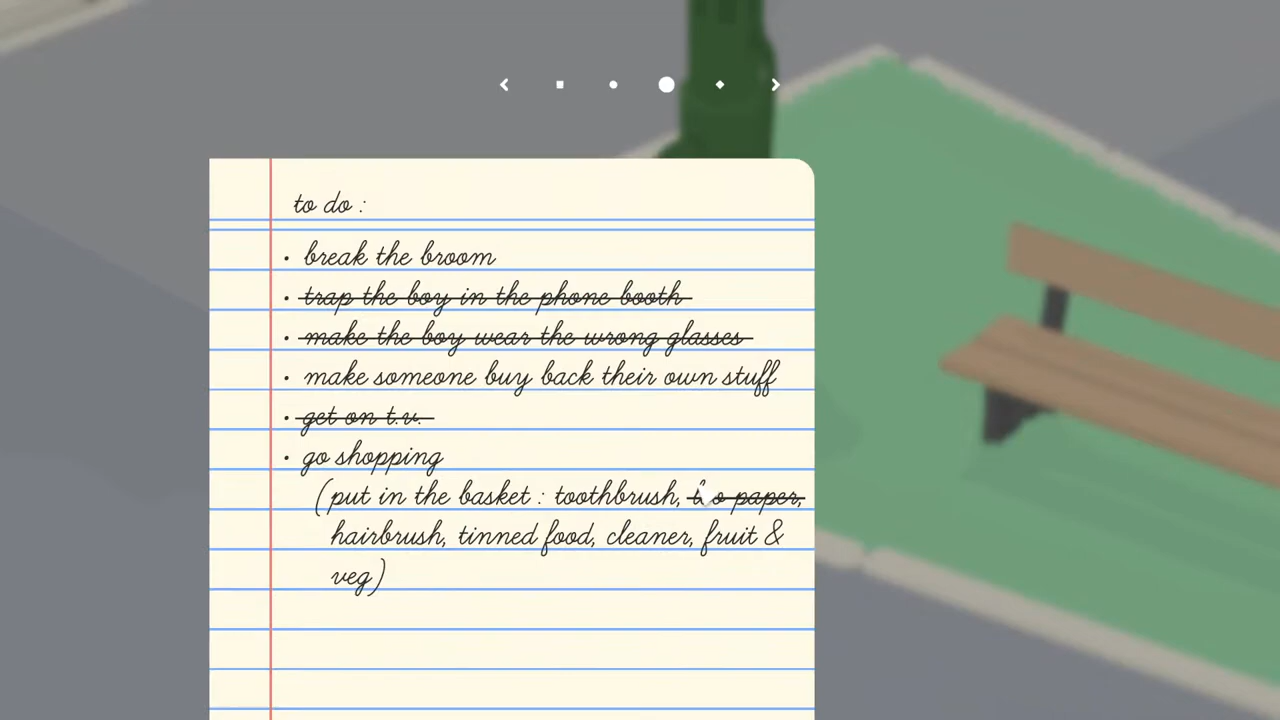 to do :
• break the broom
• trap the boy in the phone booth
• make the boy wear the wrong glasses
• make someone buy back their own stuff
• get on t.v.
• go shopping
(put in the basket : toothbrush, paper,
hairbrush, tinned food, cleaner, fruit &
veg)